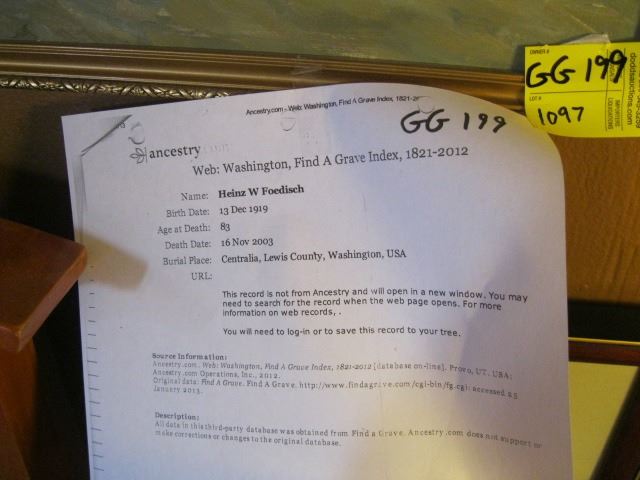 OWNER #
GG 199
LOT #
1097
doddsauctions.com
IMPORTERS
LIQUIDATIONS
Ancestry.com - Web: Washington, Find A Grave Index, 1821-20
GG 199
ancestry
Web: Washington, Find A Grave Index, 1821-2012
Name: Heinz W Foedisch
Birth Date: 13 Dec 1919
Age at Death: 83
Death Date: 16 Nov 2003
Burial Place: Centralia, Lewis County, Washington, USA
URL:
This record is not from Ancestry and will open in a new window. You may
need to search for the record when the web page opens. For more
information on web records, .
You will need to log-in or to save this record to your tree.
Source Information:
Ancestry.com. Web: Washington, Find A Grave Index, 1821-2012 [database on-line]. Provo, UT, USA:
Ancestry.com Operations, Inc., 2012.
Original data: Find A Grave. Find A Grave. http://www.findagrave.com/cgi-bin/fg.cgi: accessed 25
January 2013.
Description:
All data in this third-party database was obtained from Find a Grave. Ancestry.com does not support or
make corrections or changes to the original database.